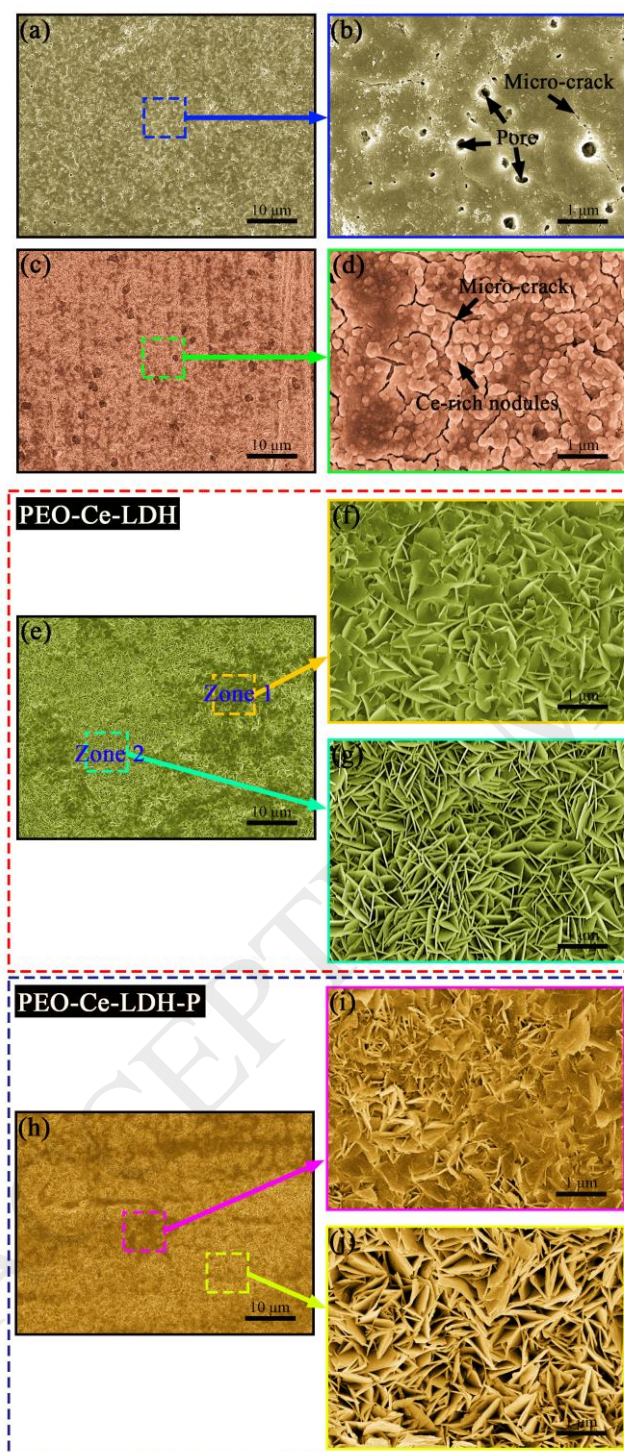 (a)
10 μm
(b)
Micro-crack
Pore
1 μm
(c)
10 μm
(d)
Micro-crack
Ce-rich nodules
1 μm
PEO-Ce-LDH
(e)
Zone 1
Zone 2
10 μm
(f)
1 μm
(g)
1 μm
PEO-Ce-LDH-P
(h)
10 μm
(i)
1 μm
(j)
1 μm